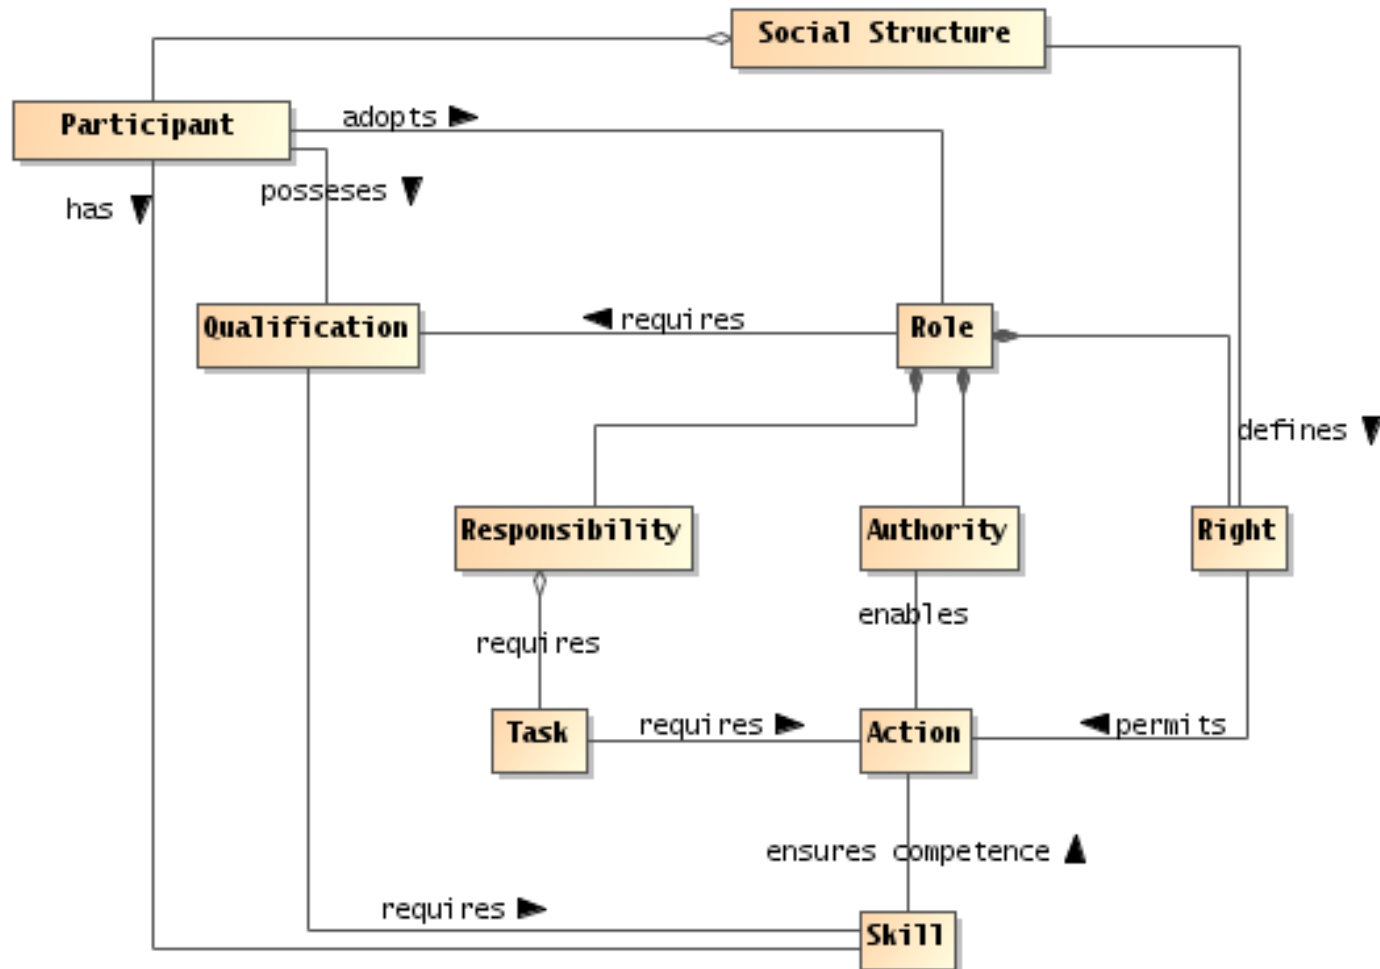 Social Structure
Participant
adopts
posseses
has
Qualification
requires
Role
defines
Responsibility
Authority
Right
enables
requires
Task
requires
Action
permits
ensures competence
requires
Skill